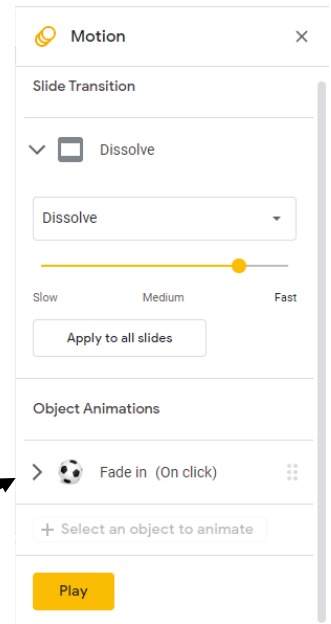 Motion
Slide Transition
Dissolve
Dissolve
Slow Medium Fast
Apply to all slides
Object Animations
Fade in (On click)
+ Select an object to animate
Play